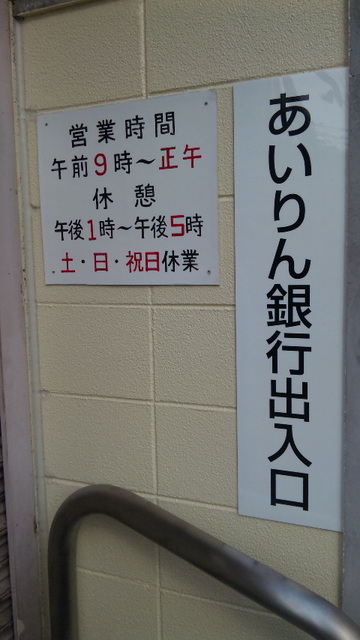 営業時間
午前9時～正午
休憩
午後1時～午後5時
土・日・祝日休業
あいりん銀行出入口